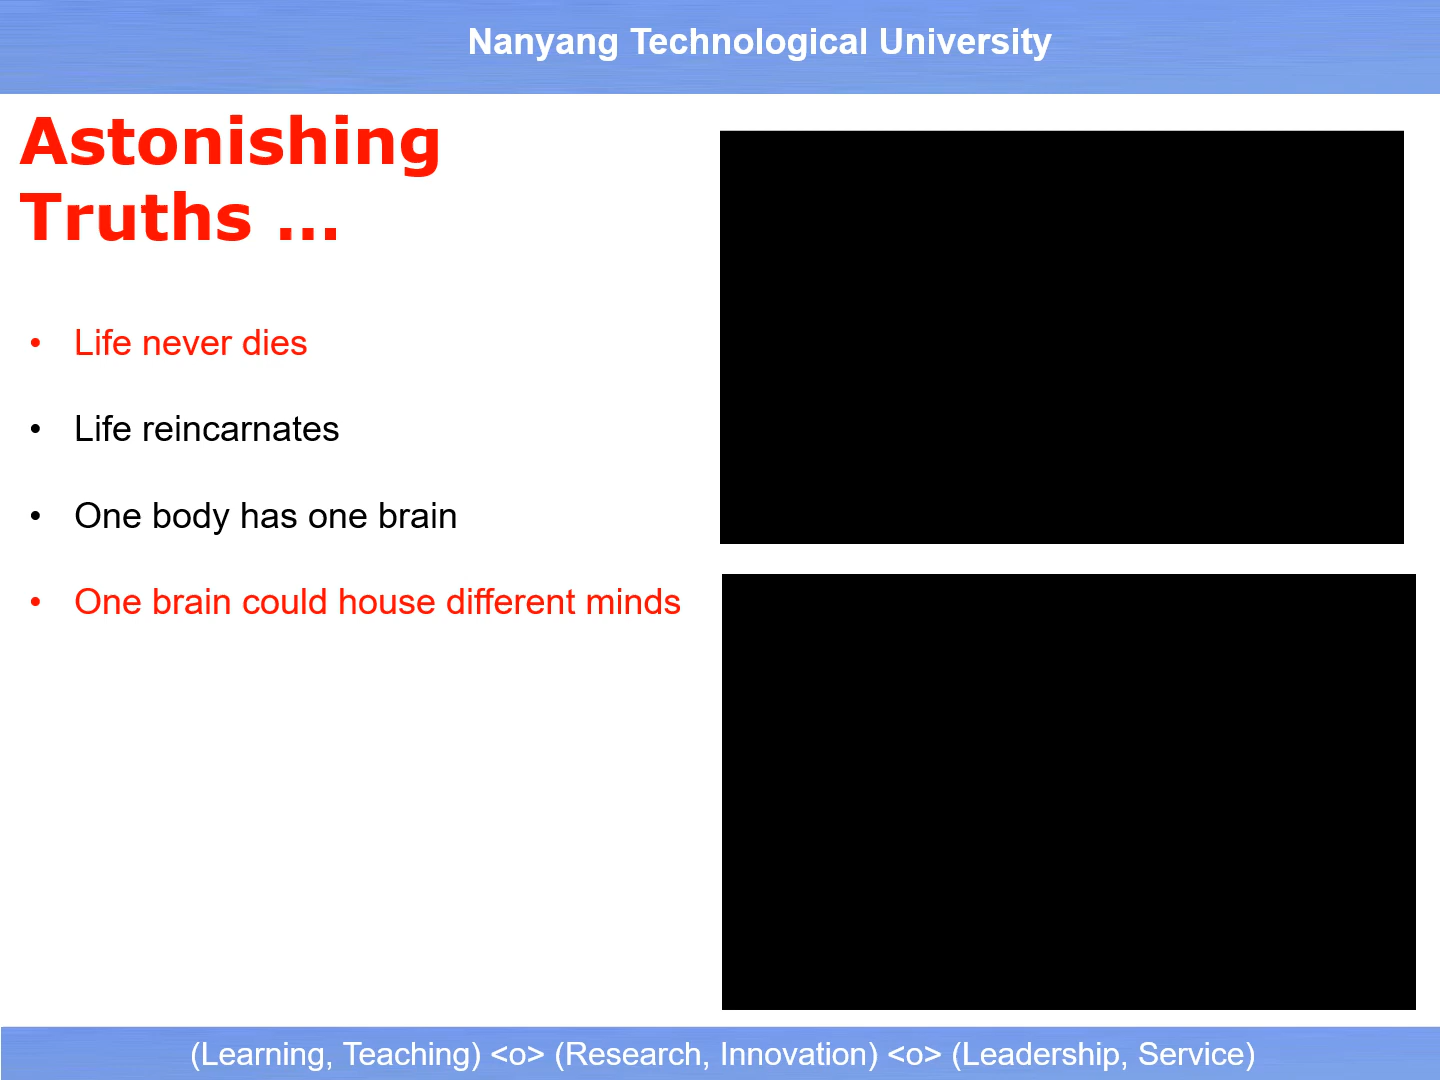 Nanyang Technological University
Astonishing
Truths ...
• Life never dies
• Life reincarnates
• One body has one brain
• One brain could house different minds
(Learning, Teaching) <o> (Research, Innovation) <o> (Leadership, Service)